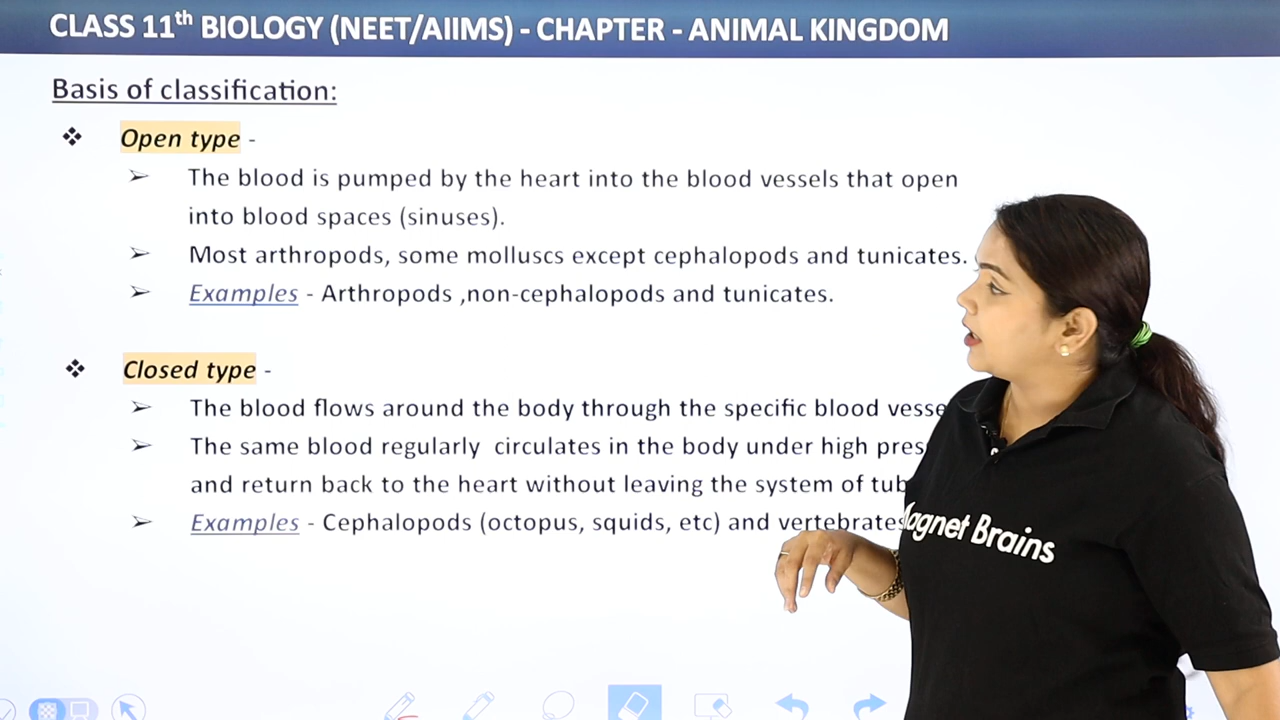 CLASS 11th BIOLOGY (NEET/AIIMS) - CHAPTER - ANIMAL KINGDOM
Basis of classification:
❖ Open type -
➢ The blood is pumped by the heart into the blood vessels that open
into blood spaces (sinuses).
➢ Most arthropods, some molluscs except cephalopods and tunicates.
➢ Examples - Arthropods ,non-cephalopods and tunicates.
❖ Closed type -
➢ The blood flows around the body through the specific blood
➢ The same blood regularly circulates in the body under high
and return back to the heart without leaving the system of
➢ Examples - Cephalopods (octopus, squids, etc) and vertebrates
Magnet Brains